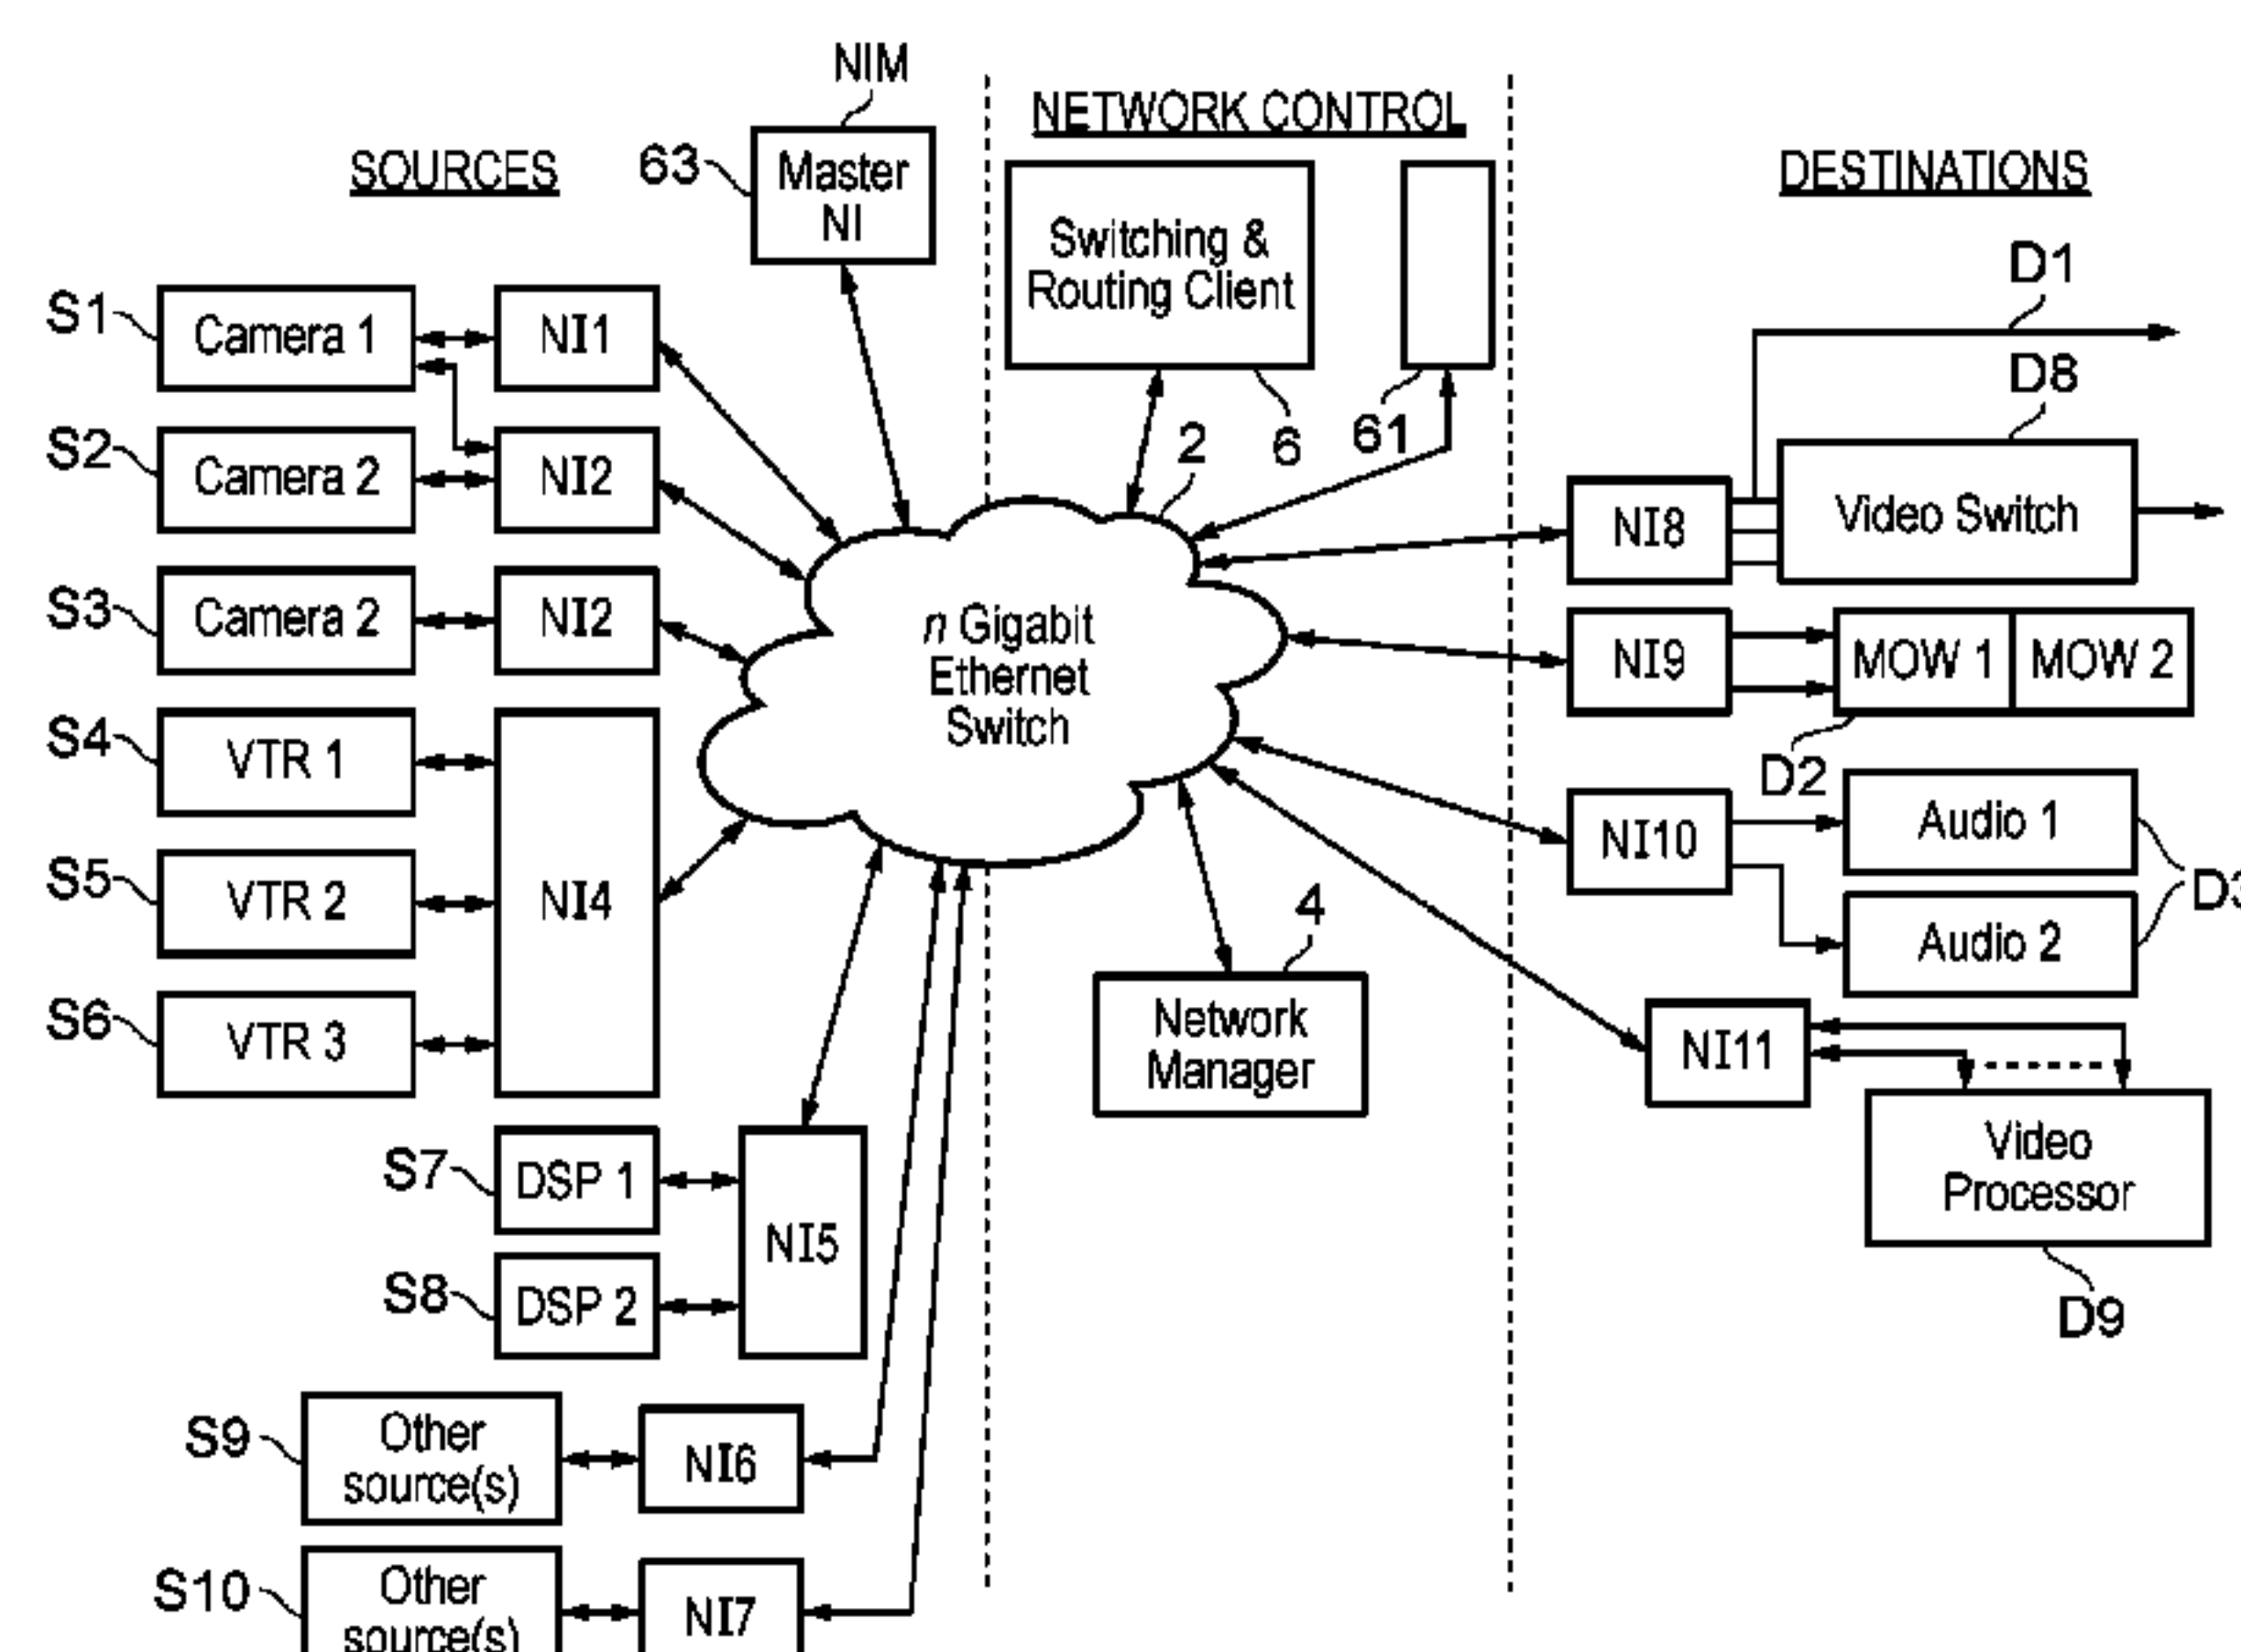 NIM
NETWORK CONTROL
SOURCES
63
Master
NI
DESTINATIONS
Switching &
Routing Client
6
61
2
S1
Camera 1
NI1
S2
Camera 2
NI2
S3
Camera 2
NI2
S4
VTR 1
S5
VTR 2
NI4
S6
VTR 3
S7
DSP 1
NI5
S8
DSP 2
S9
Other
source(s)
NI6
S10
Other
source(s)
NI7
n Gigabit
Ethernet
Switch
4
Network
Manager
D1
D8
NI8
Video Switch
NI9
MOW 1
MOW 2
D2
NI10
Audio 1
D3
Audio 2
NI11
Video
Processor
D9